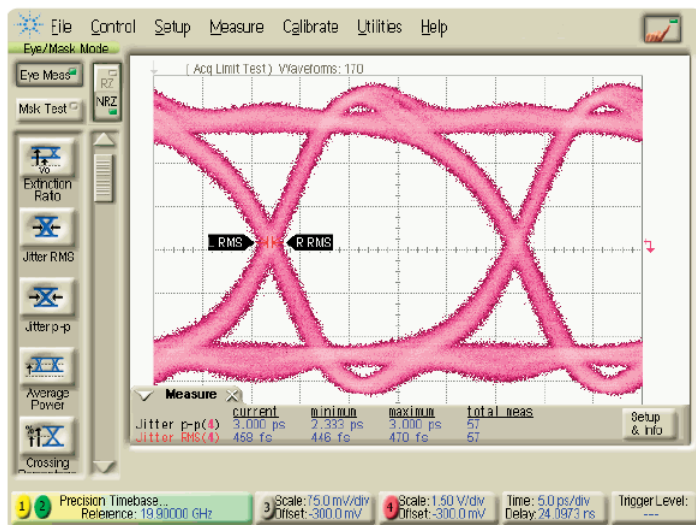 File Control Setup Measure Calibrate Utilities Help
Eye/Mask Mode
Eye Meas
Msk Test
RZ
NRZ
( Acq Limit Test ) Waveforms: 170
Extinction
Ratio
Jitter RMS
Jitter p-p
Average
Power
Crossing
L RMS
R RMS
Measure
current minimum maximum total meas
Jitter p-p(4) 3.000 ps 2.333 ps 3.000 ps 57
Jitter RMS(4) 458 fs 446 fs 470 fs 57
Setup
& Info
1 2 Precision Timebase...
Reference: 19.90000 GHz
3 Scale:75.0 mV/div
Offset:-300.0 mV
4 Scale:1.50 V/div
Offset:-300.0 mV
Time: 5.0 ps/div
Delay:24.0973 ns
Trigger Level:
---